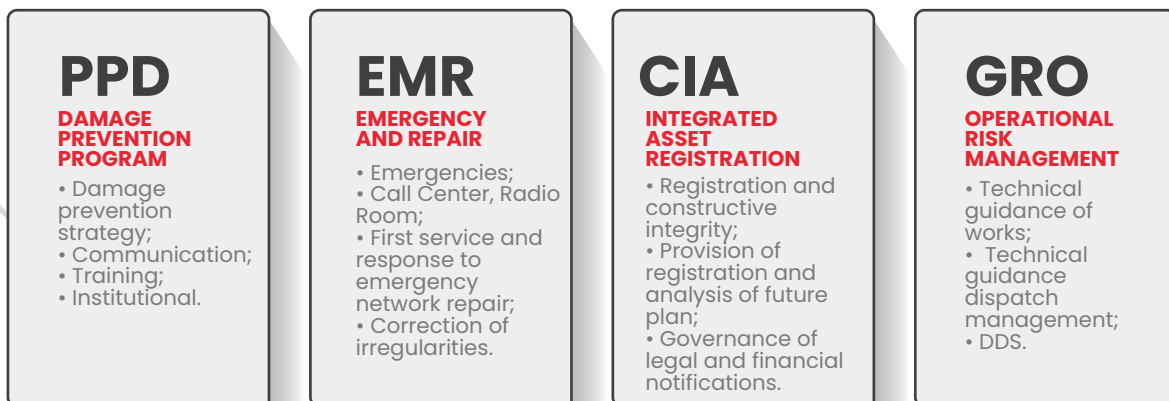 PPD
DAMAGE
PREVENTION
PROGRAM
• Damage
prevention
strategy;
• Communication;
• Training;
• Institutional.
EMR
EMERGENCY
AND REPAIR
• Emergencies;
• Call Center, Radio
Room;
• First service and
response to
emergency
network repair;
• Correction of
irregularities.
CIA
INTEGRATED
ASSET
REGISTRATION
• Registration and
constructive
integrity;
• Provision of
registration and
analysis of future
plan;
• Governance of
legal and financial
notifications.
GRO
OPERATIONAL
RISK
MANAGEMENT
• Technical
guidance of
works;
• Technical
guidance
dispatch
management;
• DDS.